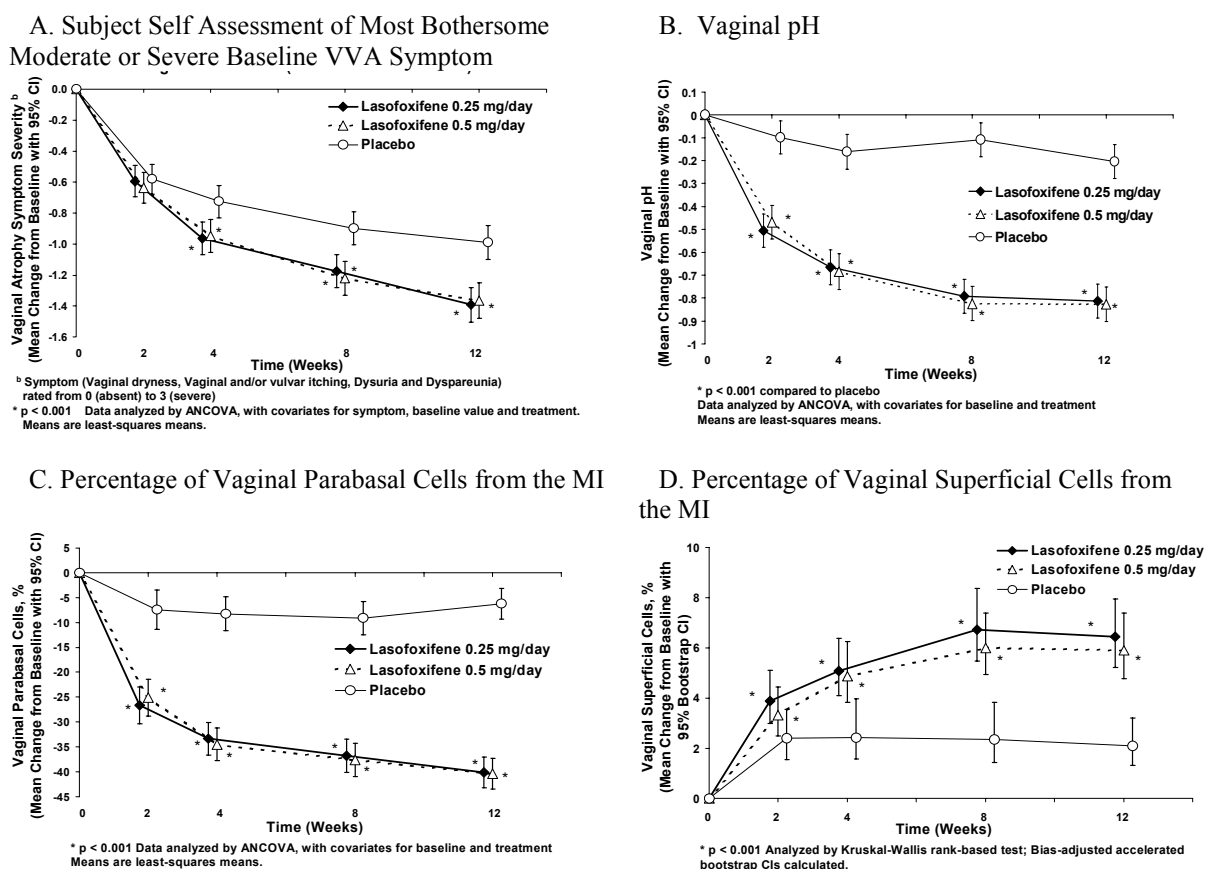 A. Subject Self Assessment of Most Bothersome
Moderate or Severe Baseline VVA Symptom
Vaginal Atrophy Symptom Severity b
(Mean Change from Baseline with 95% CI)
0.0
-0.2
-0.4
-0.6
-0.8
-1.0
-1.2
-1.4
-1.6
Lasofoxifene 0.25 mg/day
Lasofoxifene 0.5 mg/day
Placebo
* * * * * *
0 2 4 8 12
Time (Weeks)
b Symptom (Vaginal dryness, Vaginal and/or vulvar itching, Dysuria and Dyspareunia)
rated from 0 (absent) to 3 (severe)
* p < 0.001 Data analyzed by ANCOVA, with covariates for symptom, baseline value and treatment.
Means are least-squares means.
B. Vaginal pH
Vaginal pH
(Mean Change from Baseline with 95% CI)
0.1
0
-0.1
-0.2
-0.3
-0.4
-0.5
-0.6
-0.7
-0.8
-0.9
-1
Lasofoxifene 0.25 mg/day
Lasofoxifene 0.5 mg/day
Placebo
* * * * * * * *
0 2 4 8 12
Time (Weeks)
* p < 0.001 compared to placebo
Data analyzed by ANCOVA, with covariates for baseline and treatment
Means are least-squares means.
C. Percentage of Vaginal Parabasal Cells from the MI
Vaginal Parabasal Cells, %
(Mean Change from Baseline with 95% CI)
5
0
-5
-10
-15
-20
-25
-30
-35
-40
-45
Lasofoxifene 0.25 mg/day
Lasofoxifene 0.5 mg/day
Placebo
* * * * * * * *
0 2 4 8 12
Time (Weeks)
* p < 0.001 Data analyzed by ANCOVA, with covariates for baseline and treatment
Means are least-squares means.
D. Percentage of Vaginal Superficial Cells from
the MI
Vaginal Superficial Cells, %
(Mean Change from Baseline with
95% Bootstrap CI)
10
8
6
4
2
0
Lasofoxifene 0.25 mg/day
Lasofoxifene 0.5 mg/day
Placebo
* * * * * * * *
0 2 4 8 12
Time (Weeks)
* p < 0.001 Analyzed by Kruskal-Wallis rank-based test; Bias-adjusted accelerated
bootstrap CIs calculated.